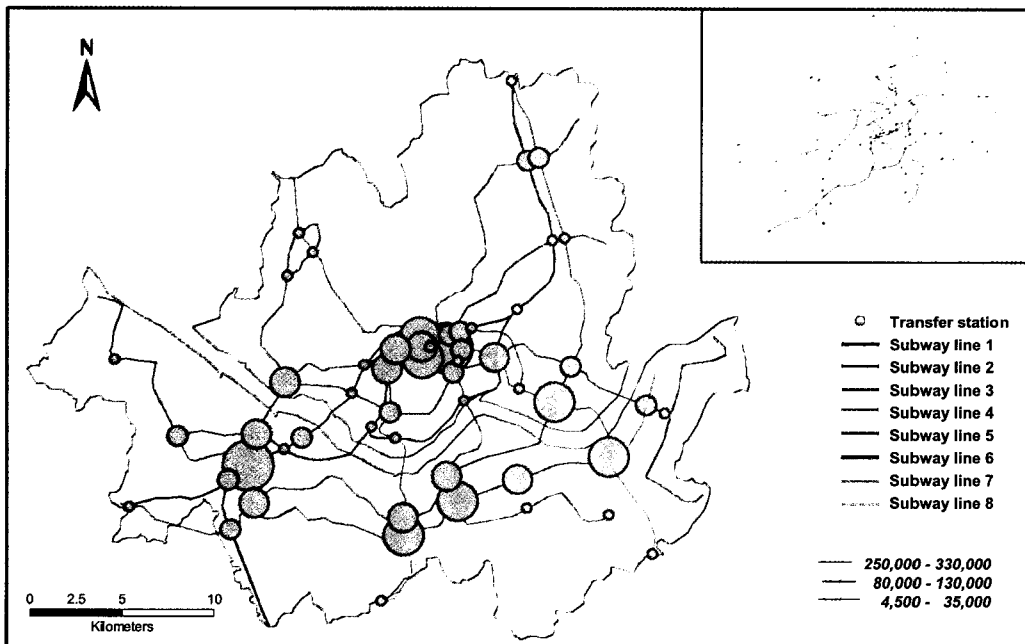 N
Transfer station
Subway line 1
Subway line 2
Subway line 3
Subway line 4
Subway line 5
Subway line 6
Subway line 7
Subway line 8
250,000 - 330,000
80,000 - 130,000
4,500 - 35,000
0 2.5 5 10
Kilometers